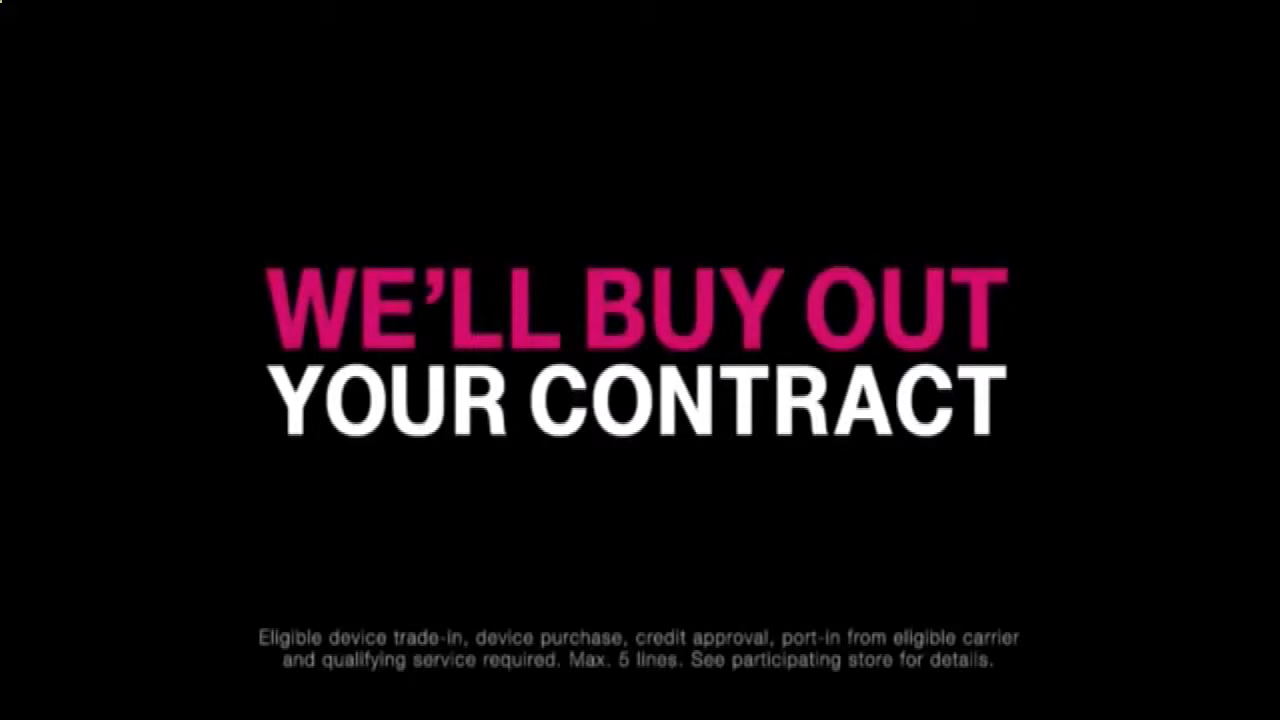 WE'LL BUY OUT
YOUR CONTRACT
Eligible device trade-in, device purchase, credit approval, port-in from eligible carrier
and qualifying service required. Max. 5 lines. See participating store for details.